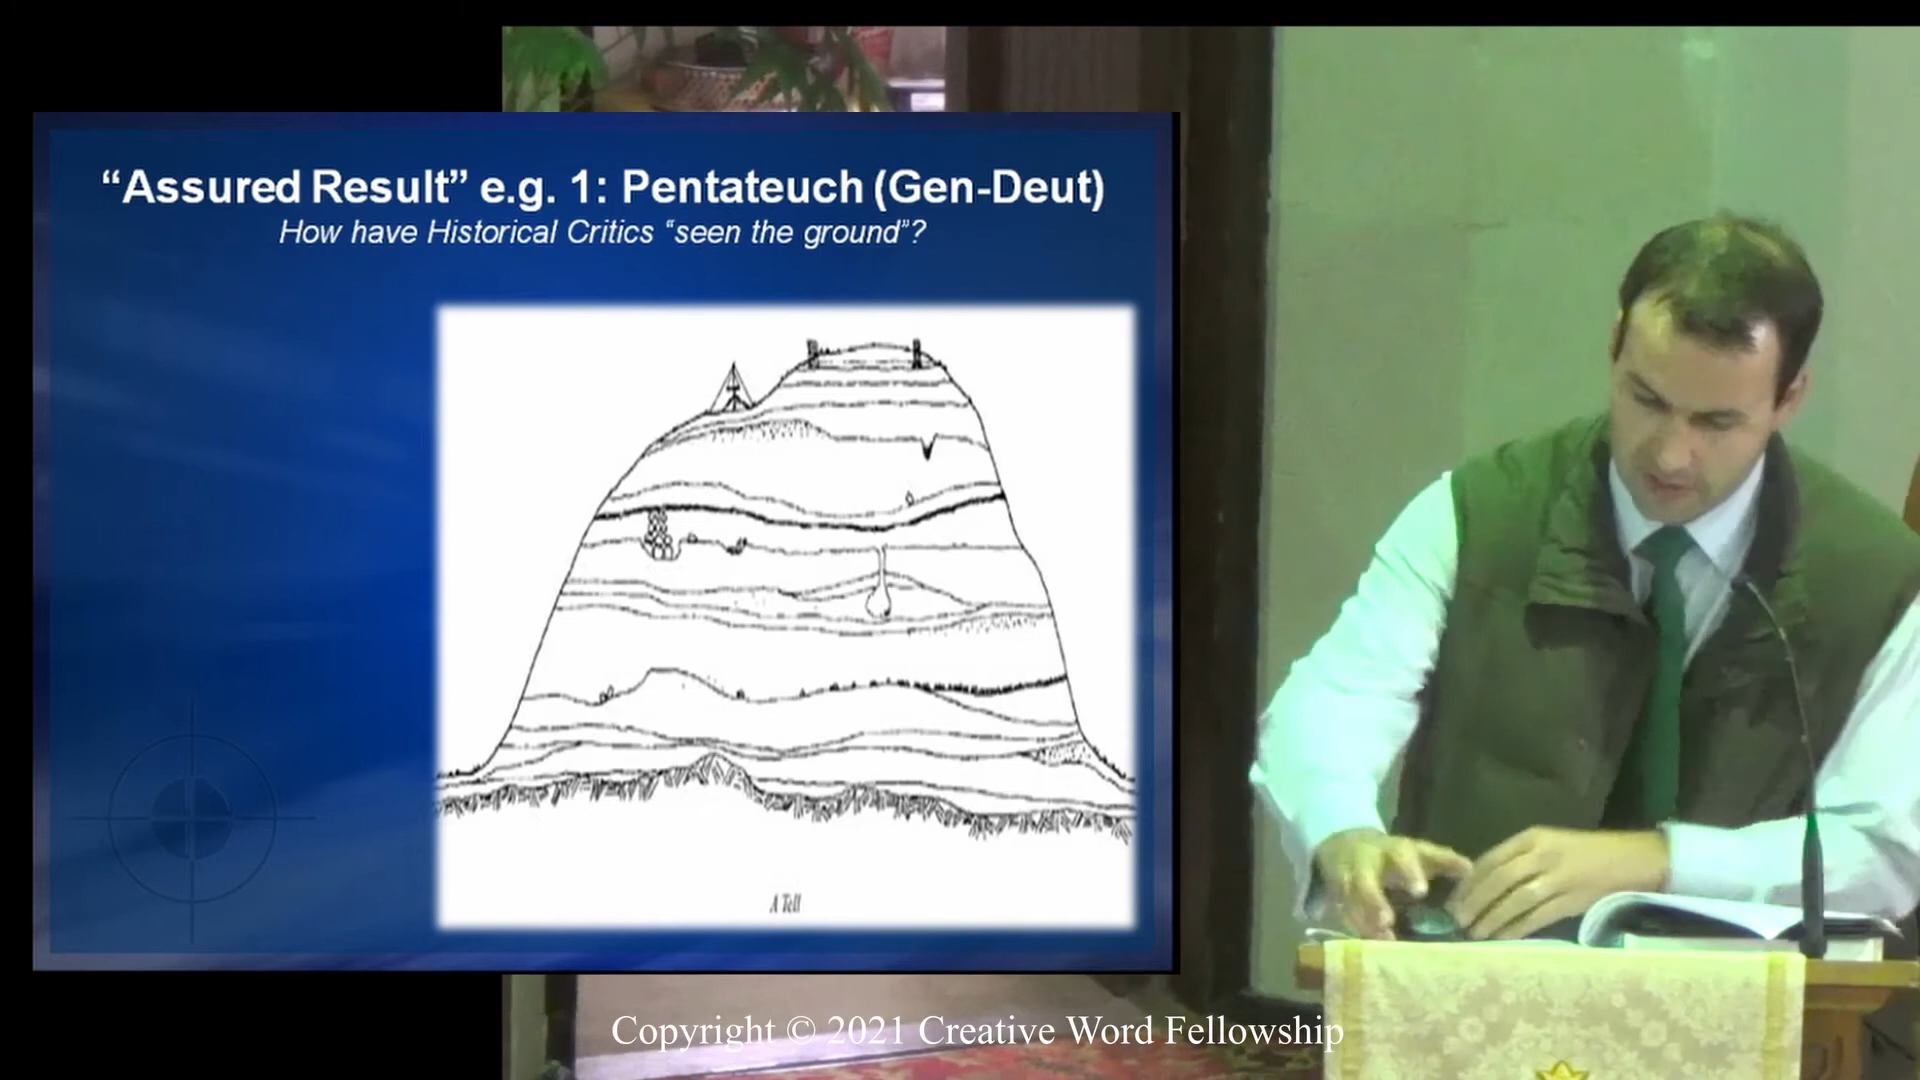 “Assured Result” e.g. 1: Pentateuch (Gen-Deut)
How have Historical Critics “seen the ground”?
A Tell
Copyright © 2021 Creative Word Fellowship